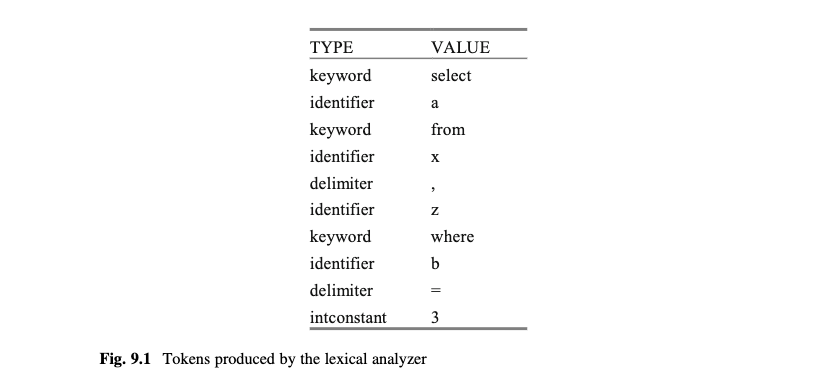 TYPE VALUE
keyword select
identifier a
keyword from
identifier x
delimiter ,
identifier z
keyword where
identifier b
delimiter =
intconstant 3
Fig. 9.1 Tokens produced by the lexical analyzer